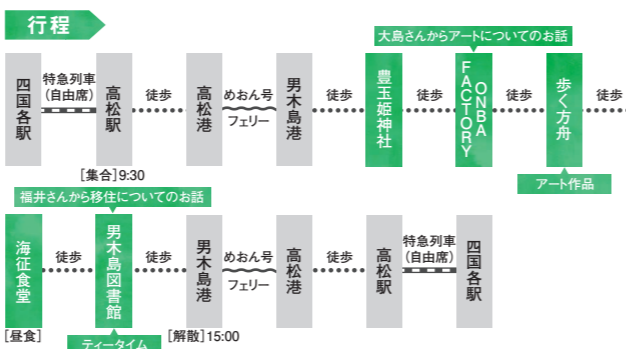 行程
大島さんからアートについてのお話
四国各駅
特急列車
(自由席)
高松駅
徒歩
高松港
めおん号
フェリー
男木島港
徒歩
豊玉姫神社
徒歩
ONBA
FACTORY
徒歩
歩く方舟
徒歩
[集合]9:30
アート作品
福井さんから移住についてのお話
海征食堂
徒歩
男木島図書館
徒歩
男木島港
めおん号
フェリー
高松港
徒歩
高松駅
特急列車
(自由席)
四国各駅
[昼食]
ティータイム
[解散]15:00